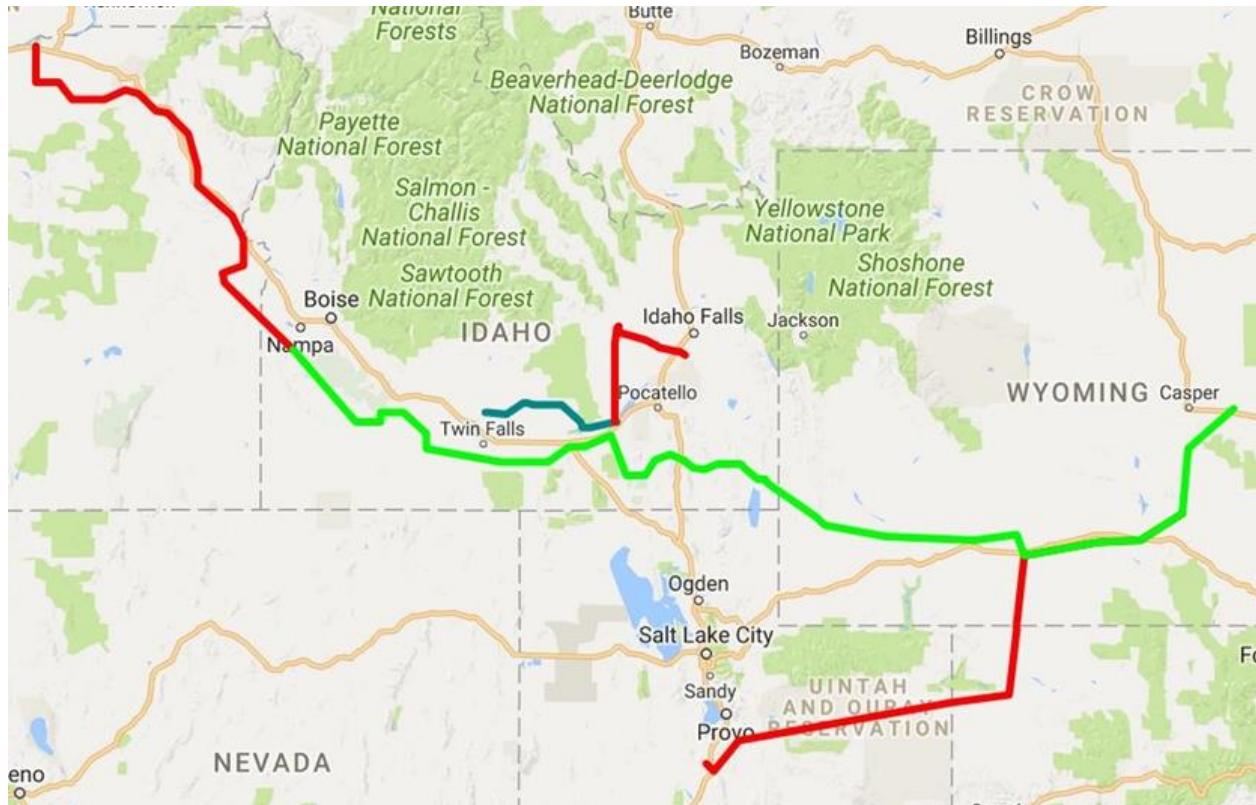 National
Forests
Butte
Bozeman
Billings
Beaverhead-Deerlodge
National Forest
CROW
RESERVATION
Payette
National Forest
Salmon -
Challis
National Forest
Yellowstone
National Park
Sawtooth
National Forest
Shoshone
National Forest
Boise
Nampa
IDAHO
Idaho Falls
Jackson
Pocatello
WYOMING
Casper
Twin Falls
Ogden
Salt Lake City
Sandy
Provo
UINTAH
AND OURAY
RESERVATION
NEVADA
eno
Fo